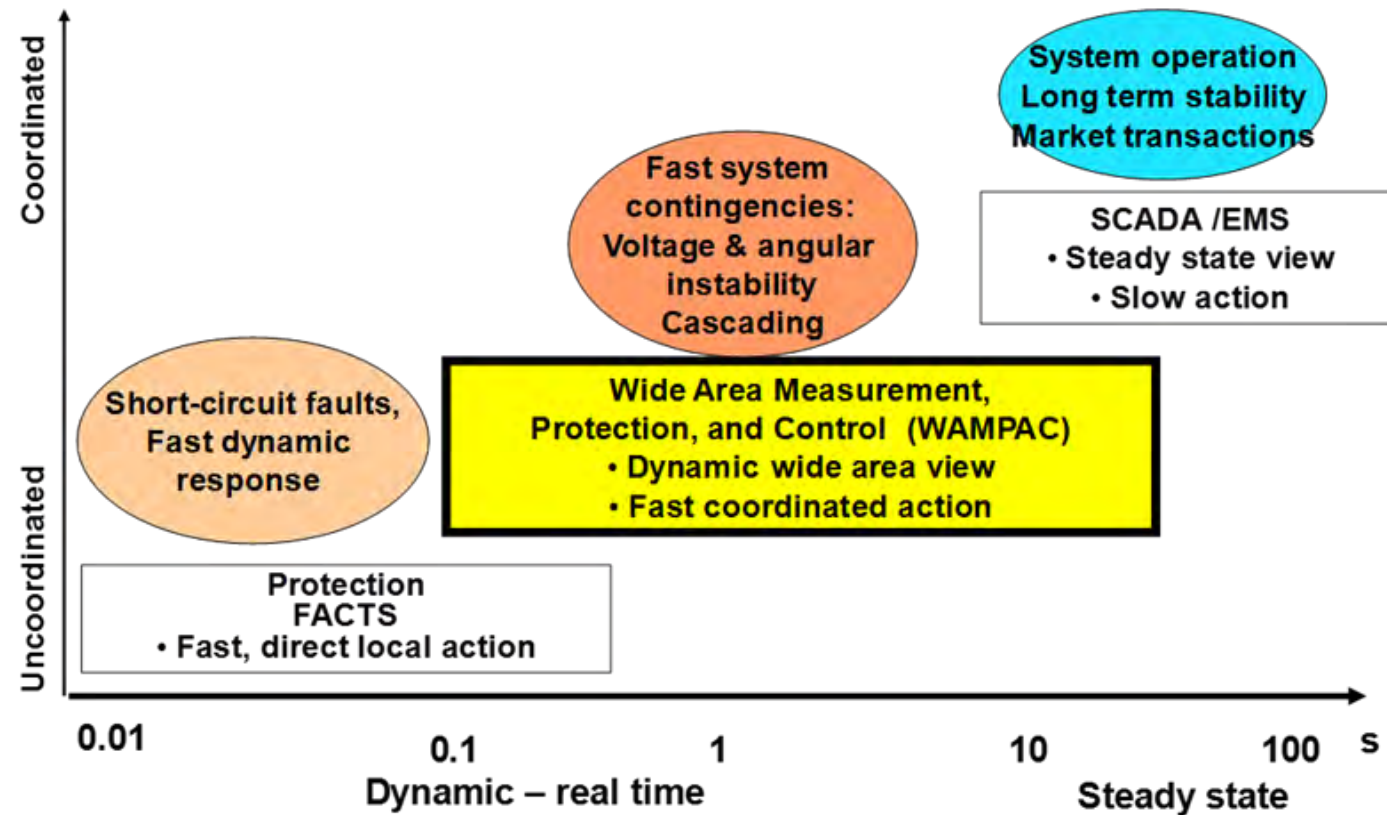 Coordinated
Uncoordinated
System operation
Long term stability
Market transactions
SCADA /EMS
• Steady state view
• Slow action
Fast system
contingencies:
Voltage & angular
instability
Cascading
Short-circuit faults,
Fast dynamic
response
Wide Area Measurement,
Protection, and Control (WAMPAC)
• Dynamic wide area view
• Fast coordinated action
Protection
FACTS
• Fast, direct local action
0.01 0.1 1 10 100 s
Dynamic – real time Steady state